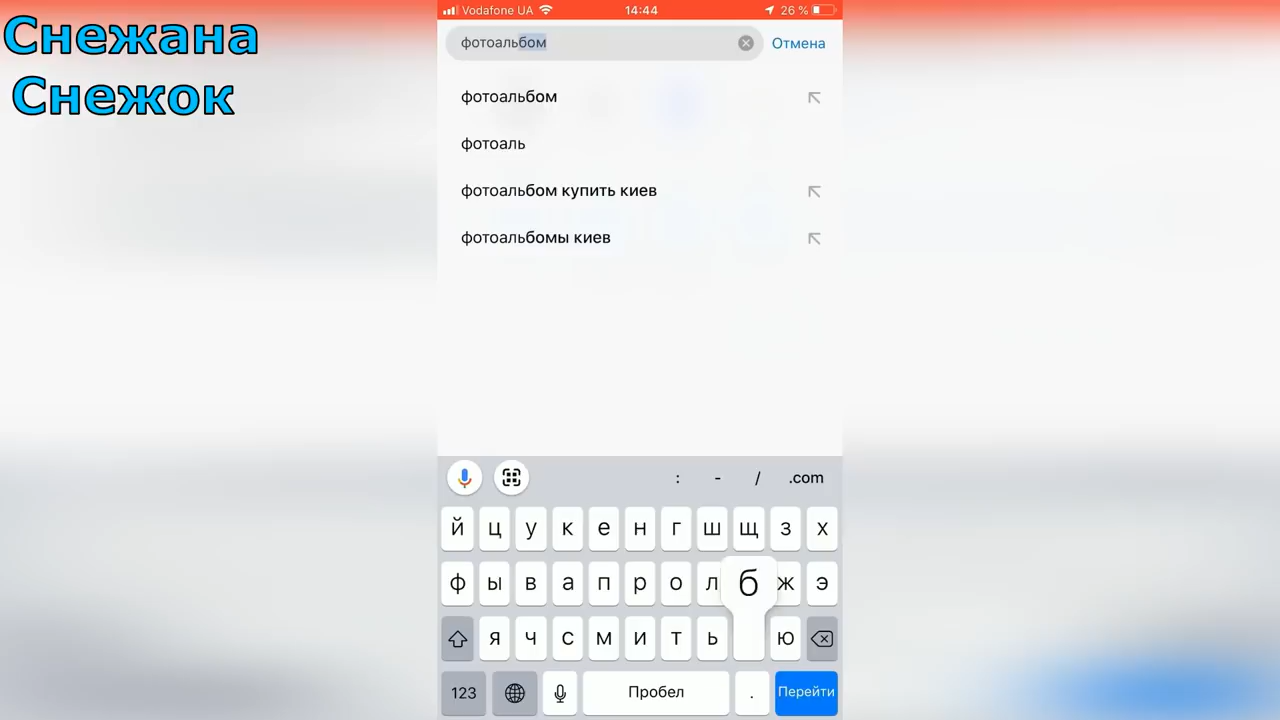 Снежана
Снежок
Vodafone UA 14:44 26 %
фотоальбом Отмена
фотоальбом
фотоаль
фотоальбом купить киев
фотоальбомы киев
: - / .com
й ц у к е н г ш щ з х
ф ы в а п р о л б ж э
я ч с м и т ь ю
123 Пробел . Перейти